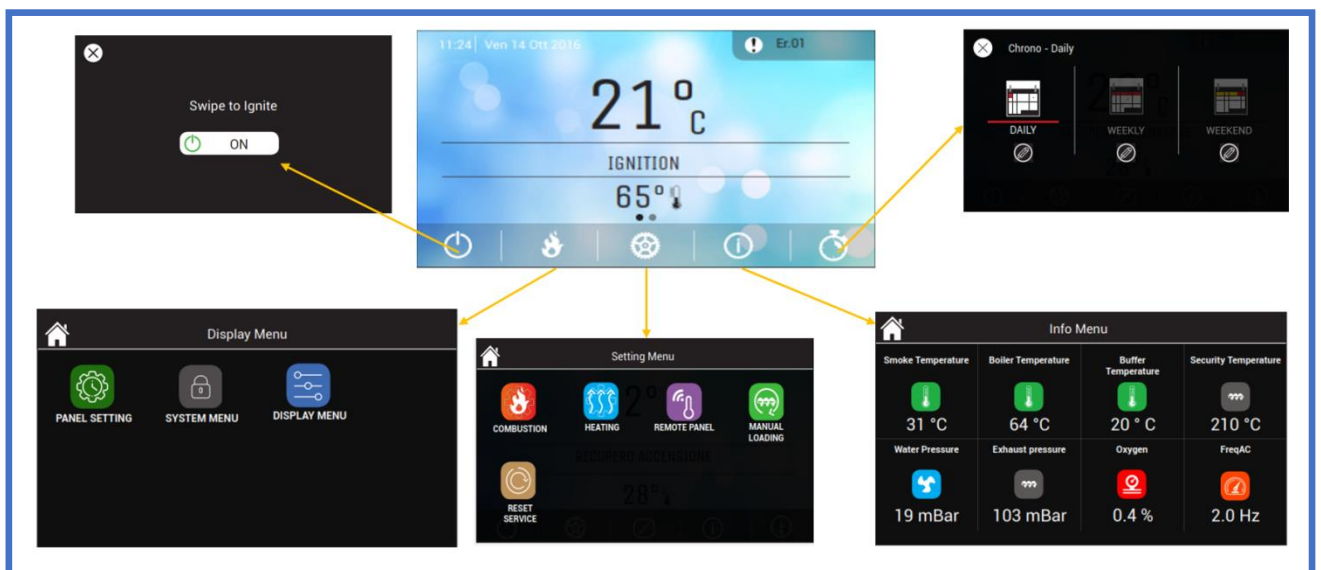 Swipe to Ignite
ON
11:24 Ven 14 Ott 2016
Er.01
21° C
IGNITION
65°
Chrono - Daily
DAILY
WEEKLY
WEEKEND
Display Menu
PANEL SETTING
SYSTEM MENU
DISPLAY MENU
Setting Menu
COMBUSTION
HEATING
REMOTE PANEL
MANUAL
LOADING
RECUPERO ACCENSIONE
28°
RESET
SERVICE
Info Menu
Smoke Temperature
Boiler Temperature
Buffer
Temperature
Security Temperature
31 °C
64 °C
20 ° C
210 °C
Water Pressure
Exhaust pressure
Oxygen
FreqAC
19 mBar
103 mBar
0.4 %
2.0 Hz